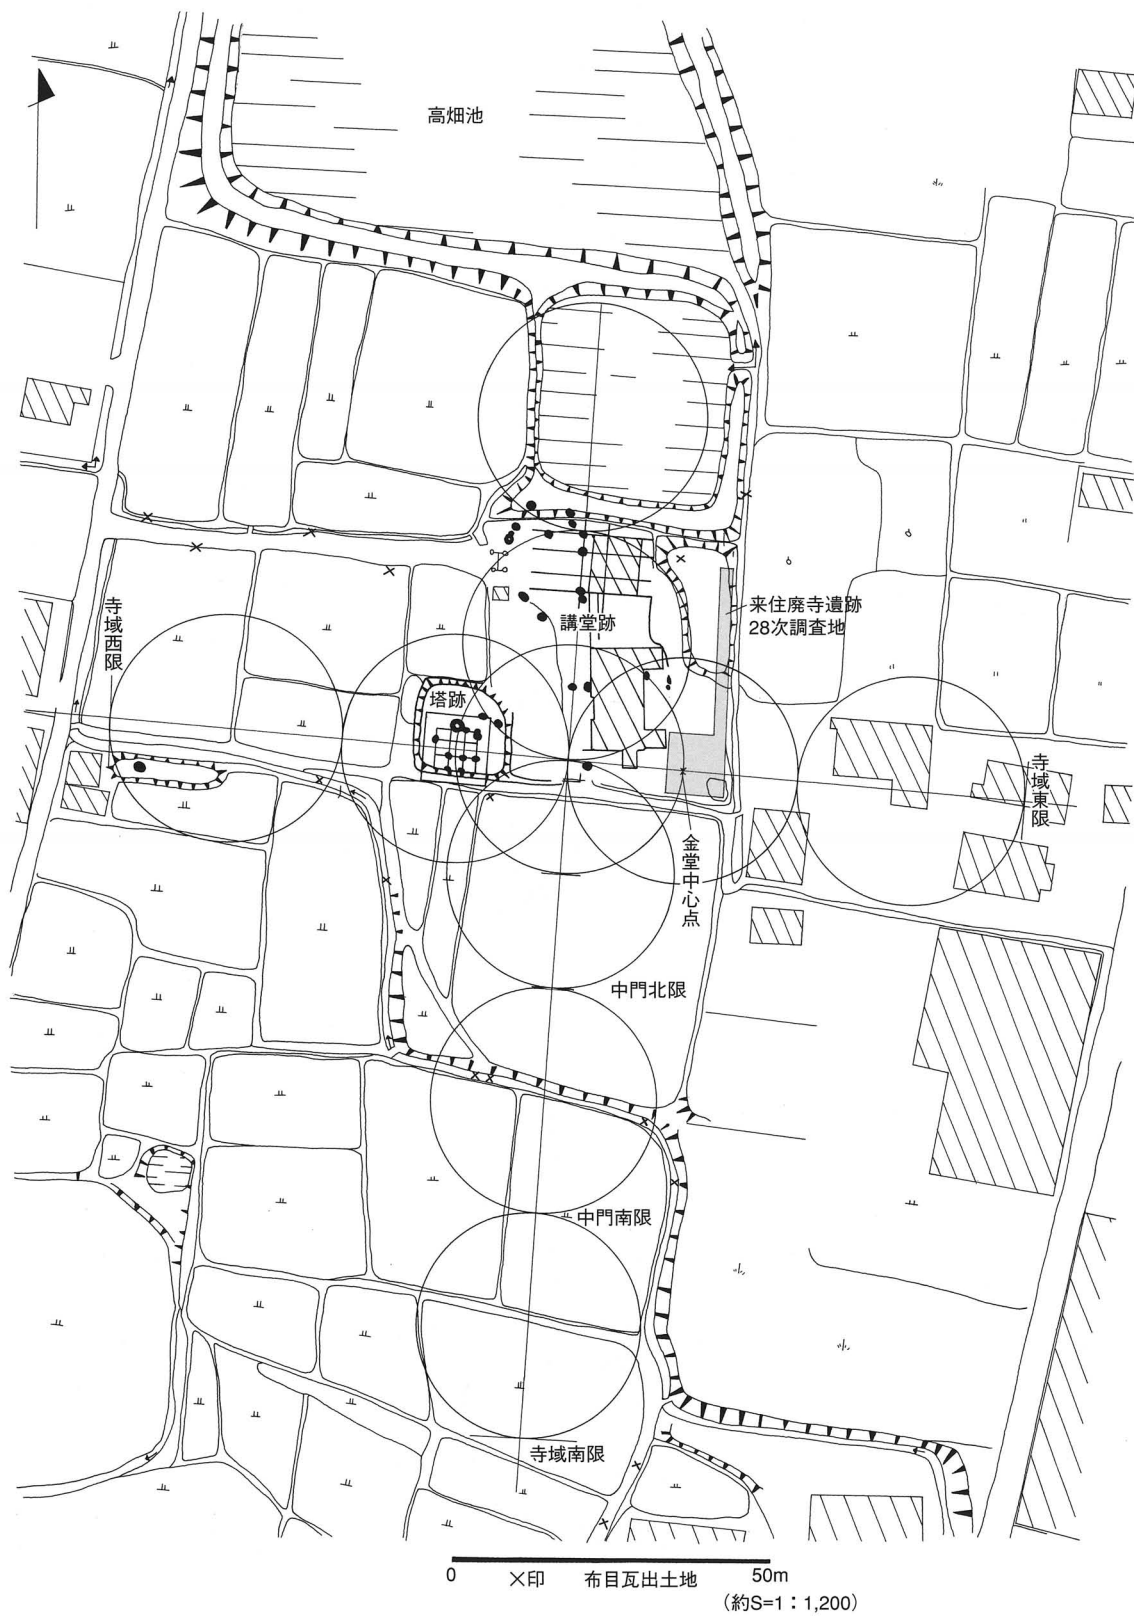 高畑池
来住廃寺遺跡
28次調査地
寺域西限
講堂跡
塔跡
寺域東限
金堂中心点
中門北限
中門南限
寺域南限
0 50m
×印 布目瓦出土地
(約S=1：1,200)